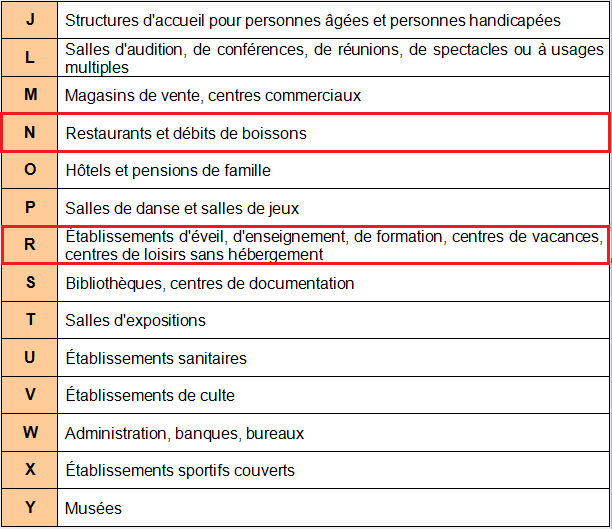 J Structures d'accueil pour personnes âgées et personnes handicapées
L Salles d'audition, de conférences, de réunions, de spectacles ou à usages
multiples
M Magasins de vente, centres commerciaux
N Restaurants et débits de boissons
O Hôtels et pensions de famille
P Salles de danse et salles de jeux
R Établissements d'éveil, d'enseignement, de formation, centres de vacances,
centres de loisirs sans hébergement
S Bibliothèques, centres de documentation
T Salles d'expositions
U Établissements sanitaires
V Établissements de culte
W Administration, banques, bureaux
X Établissements sportifs couverts
Y Musées